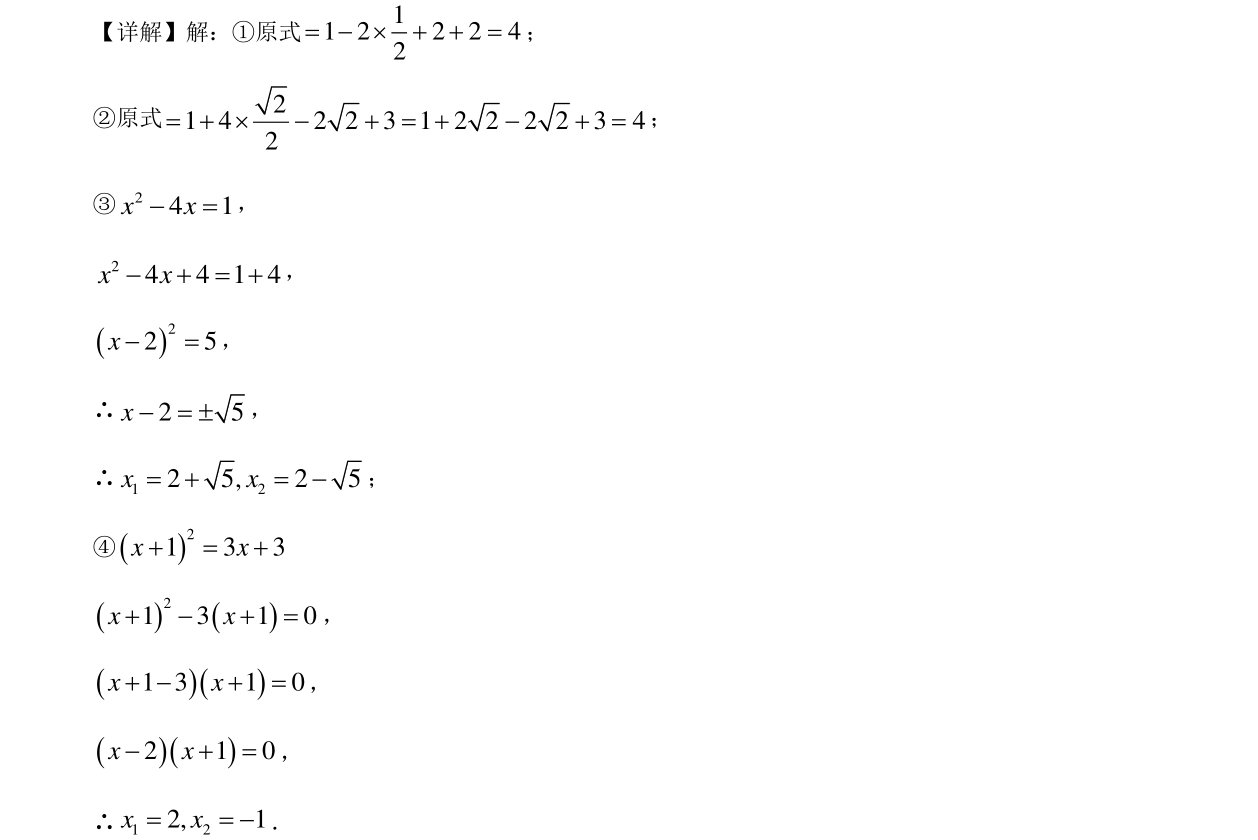 【详解】解：①原式=1−2×1/2+2+2=4；
②原式=1+4×√2/2−2√2+3=1+2√2−2√2+3=4；
③x²−4x=1，
x²−4x+4=1+4，
(x−2)²=5，
∴x−2=±√5，
∴x₁=2+√5,x₂=2−√5；
④(x+1)²=3x+3
(x+1)²−3(x+1)=0，
(x+1−3)(x+1)=0，
(x−2)(x+1)=0，
∴x₁=2,x₂=−1．